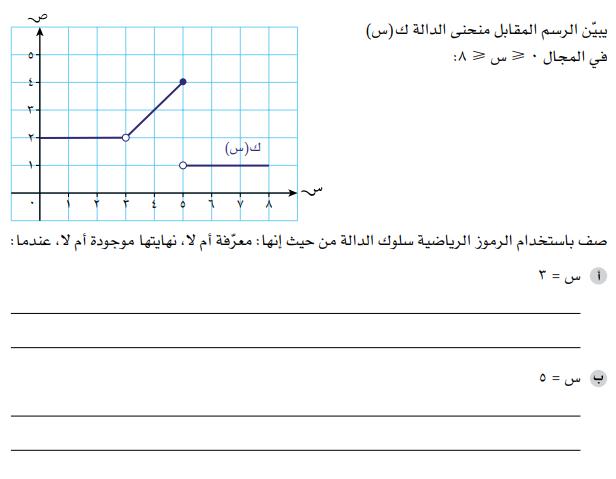 يبيّن الرسم المقابل منحنى الدالة ك(س)
في المجال ٠ ⩽ س ⩽ ٨:
ص
٥
٤
٣
٢
١
ك(س)
٠ ١ ٢ ٣ ٤ ٥ ٦ ٧ ٨ س
صف باستخدام الرموز الرياضية سلوك الدالة من حيث إنها: معرّفة أم لا، نهايتها موجودة أم لا، عندما:
أ س = ٣
ب س = ٥